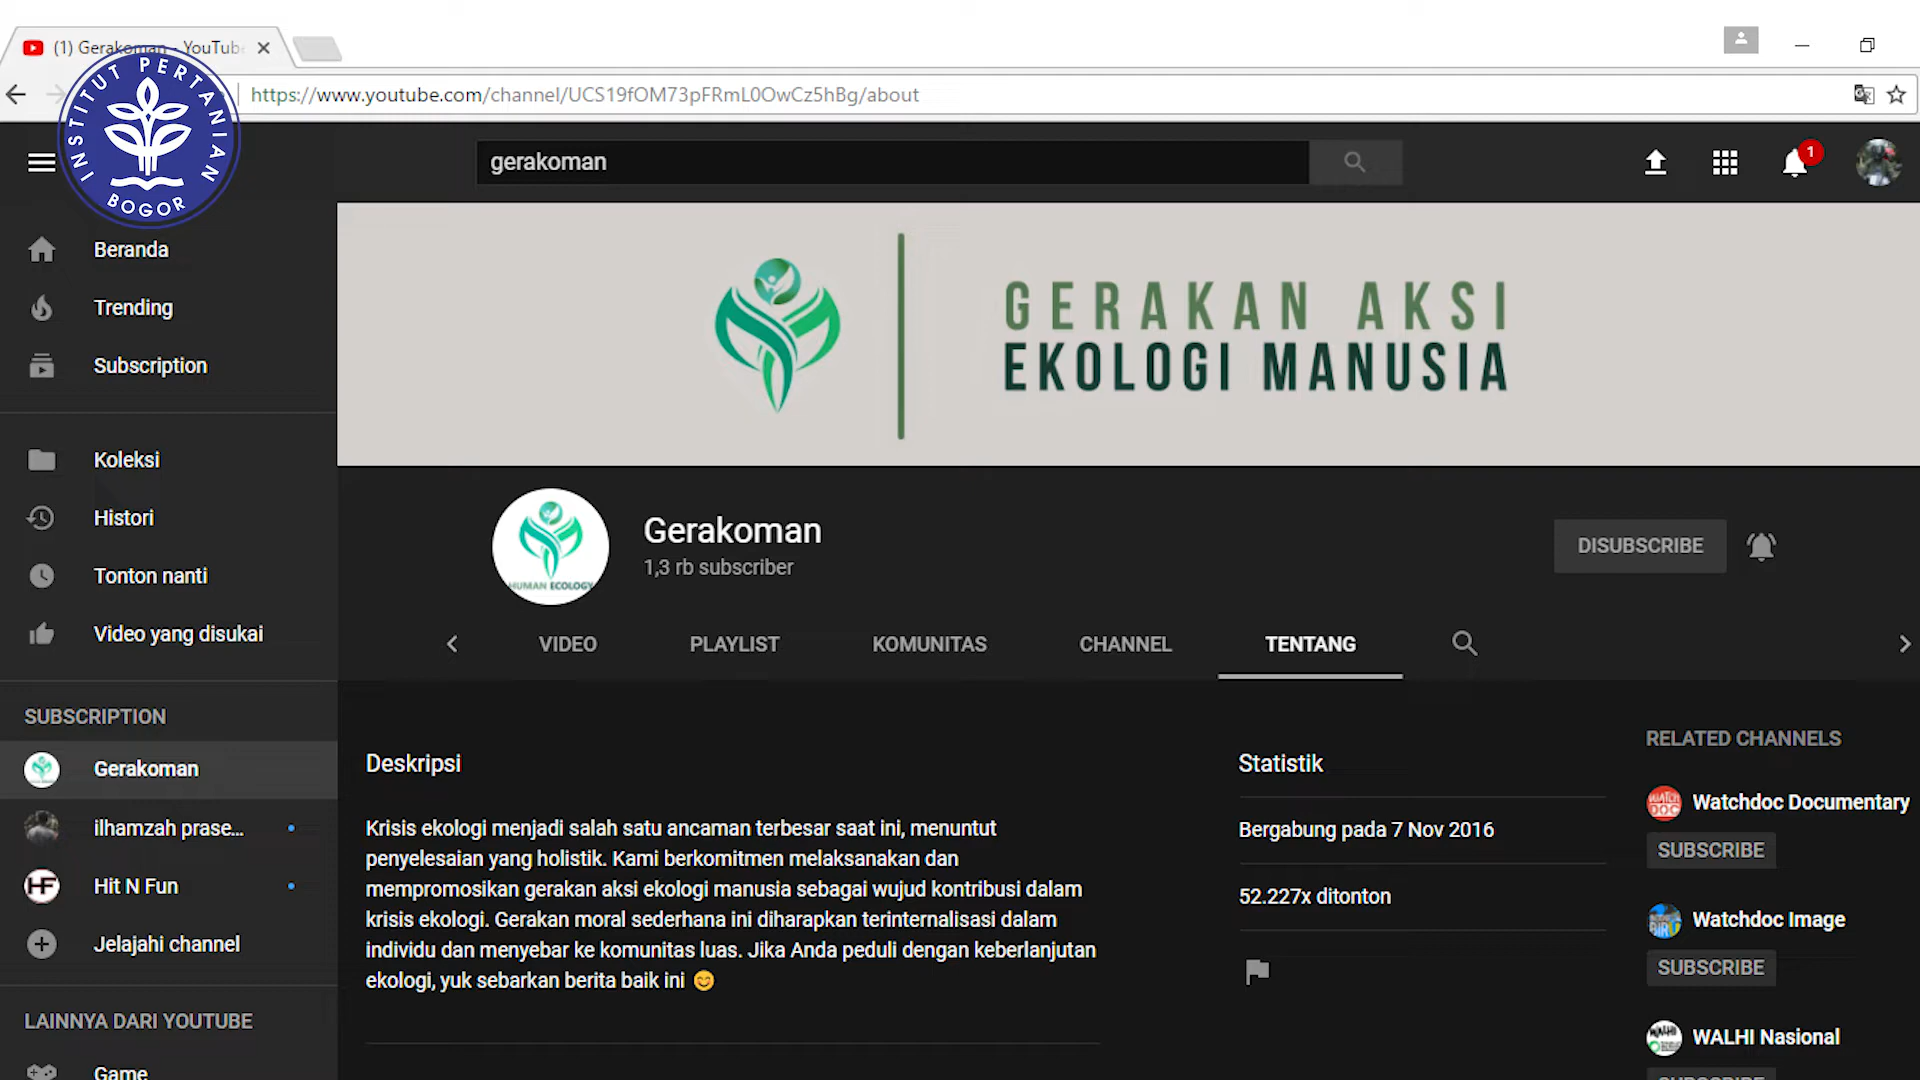 (1) Gerakoman - YouTube
https://www.youtube.com/channel/UCS19fOM73pFRmL0OwCz5hBg/about
INSTITUT PERTANIAN
BOGOR
gerakoman
1
Beranda
Trending
Subscription
Koleksi
Histori
Tonton nanti
Video yang disukai
SUBSCRIPTION
Gerakoman
ilhamzah prase...
Hit N Fun
Jelajahi channel
LAINNYA DARI YOUTUBE
Game
GERAKAN AKSI
EKOLOGI MANUSIA
HUMAN ECOLOGY
Gerakoman
1,3 rb subscriber
DISUBSCRIBE
VIDEO
PLAYLIST
KOMUNITAS
CHANNEL
TENTANG
Deskripsi
Krisis ekologi menjadi salah satu ancaman terbesar saat ini, menuntut
penyelesaian yang holistik. Kami berkomitmen melaksanakan dan
mempromosikan gerakan aksi ekologi manusia sebagai wujud kontribusi dalam
krisis ekologi. Gerakan moral sederhana ini diharapkan terinternalisasi dalam
individu dan menyebar ke komunitas luas. Jika Anda peduli dengan keberlanjutan
ekologi, yuk sebarkan berita baik ini 😊
Statistik
Bergabung pada 7 Nov 2016
52.227x ditonton
RELATED CHANNELS
WATCH
DOC
Watchdoc Documentary
SUBSCRIBE
Watchdoc Image
SUBSCRIBE
WALHI
WALHI Nasional
SUBSCRIBE